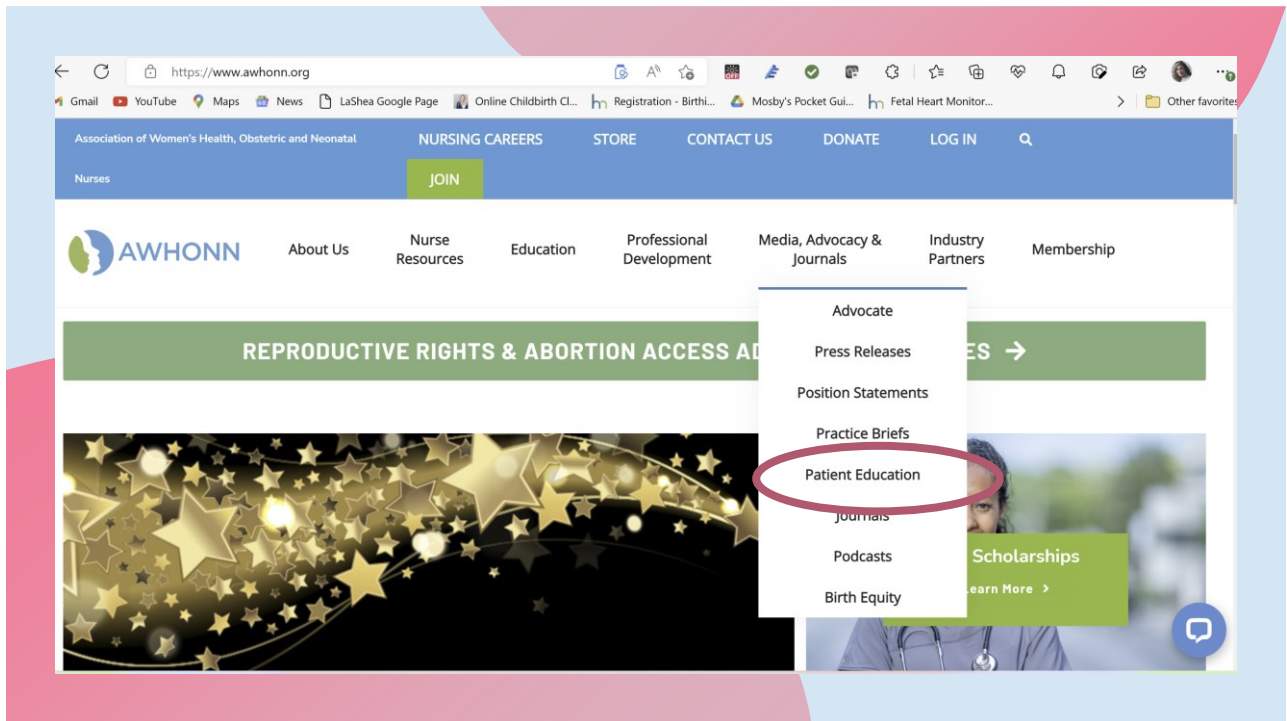 https://www.awhonn.org
Gmail YouTube Maps News LaShea Google Page Online Childbirth Cl... Registration - Birthi... Mosby's Pocket Gui... Fetal Heart Monitor... Other favorites
Association of Women's Health, Obstetric and Neonatal
Nurses
NURSING CAREERS STORE CONTACT US DONATE LOG IN
JOIN
AWHONN
About Us
Nurse
Resources
Education
Professional
Development
Media, Advocacy &
Journals
Industry
Partners
Membership
Advocate
Press Releases
Position Statements
Practice Briefs
Patient Education
Journals
Podcasts
Birth Equity
REPRODUCTIVE RIGHTS & ABORTION ACCESS
Scholarships
Learn More >